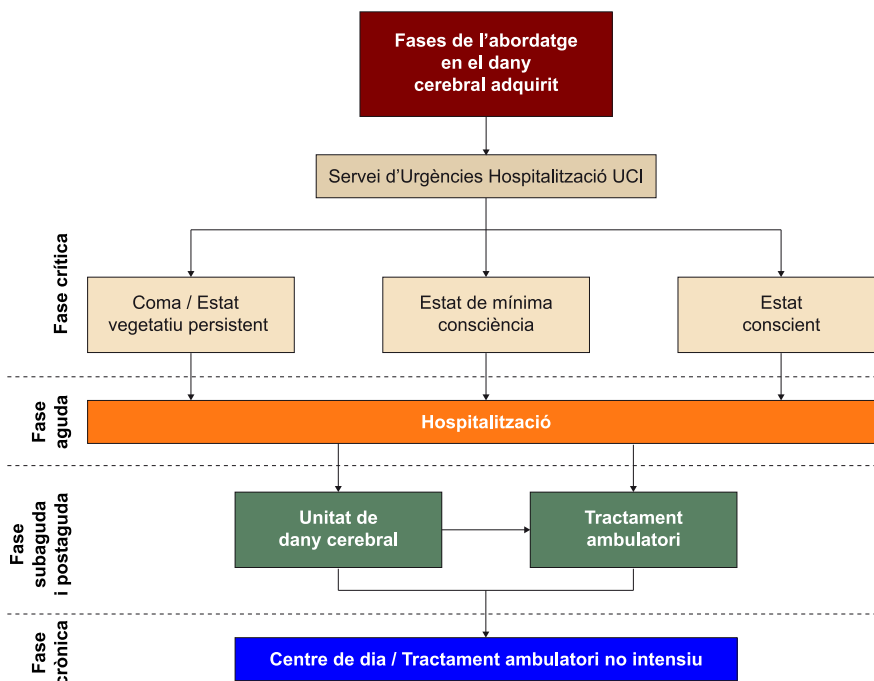 Fases de l’abordatge
en el dany
cerebral adquirit
Servei d’Urgències Hospitalització UCI
Fase crítica
Coma / Estat
vegetatiu persistent
Estat de mínima
consciència
Estat
conscient
Fase
aguda
Hospitalització
Fase
subaguda
i postaguda
Unitat de
dany cerebral
Tractament
ambulatori
Fase
crònica
Centre de dia / Tractament ambulatori no intensiu